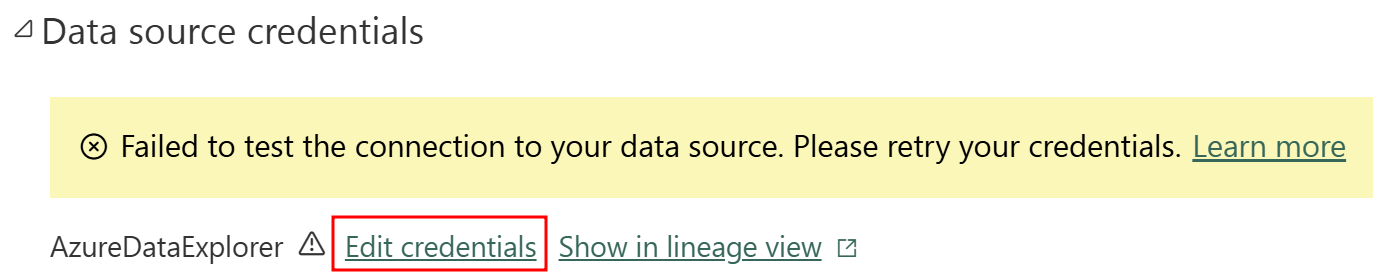 Data source credentials
Failed to test the connection to your data source. Please retry your credentials. Learn more
AzureDataExplorer Edit credentials Show in lineage view